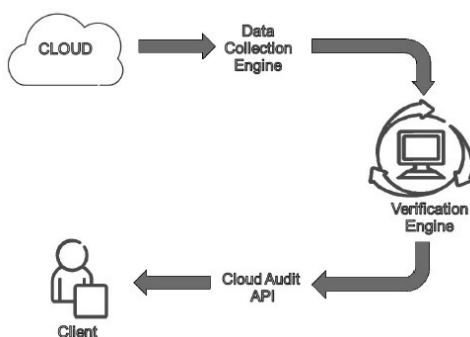 CLOUD
Data
Collection
Engine
Verification
Engine
Cloud Audit
API
Client